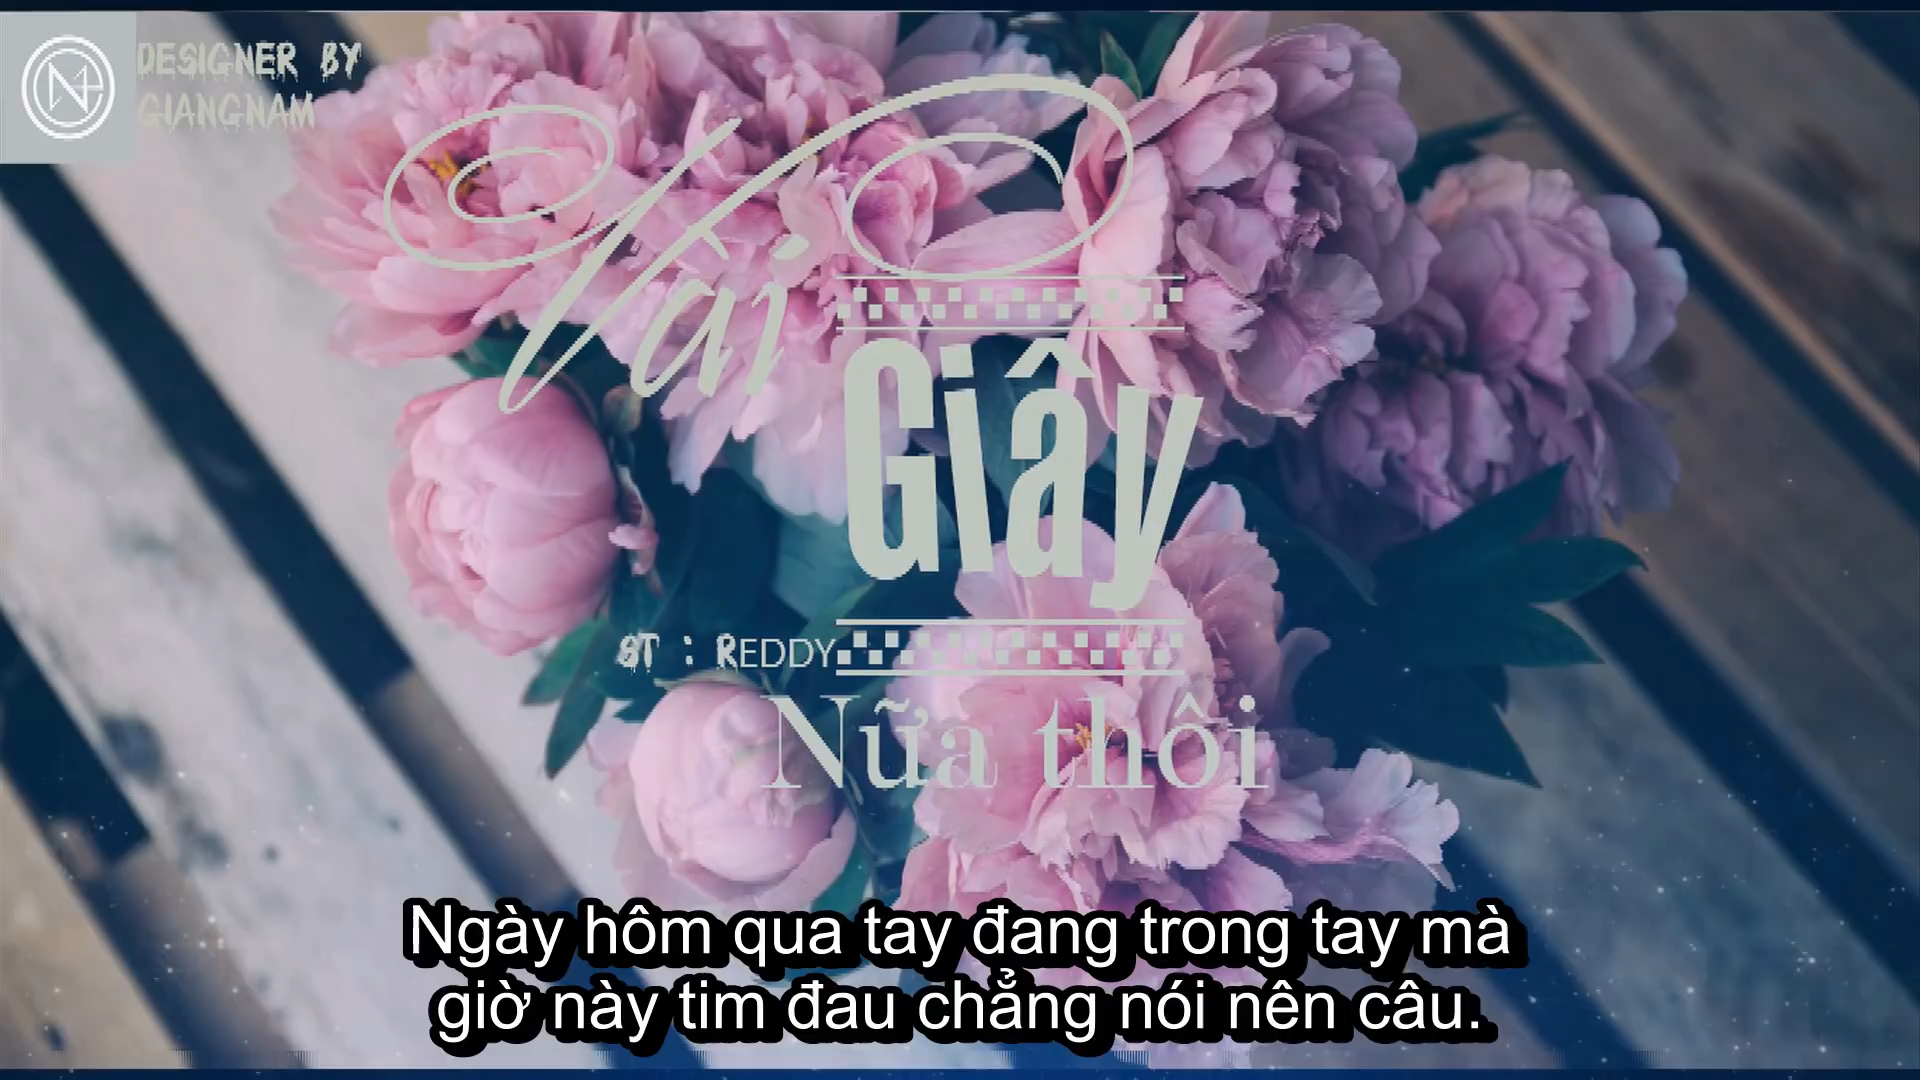 DESIGNER BY
GIANGNAM
Vài
Giây
ST : REDDY
Nữa thôi
Ngày hôm qua tay đang trong tay mà
giờ này tim đau chẳng nói nên câu.